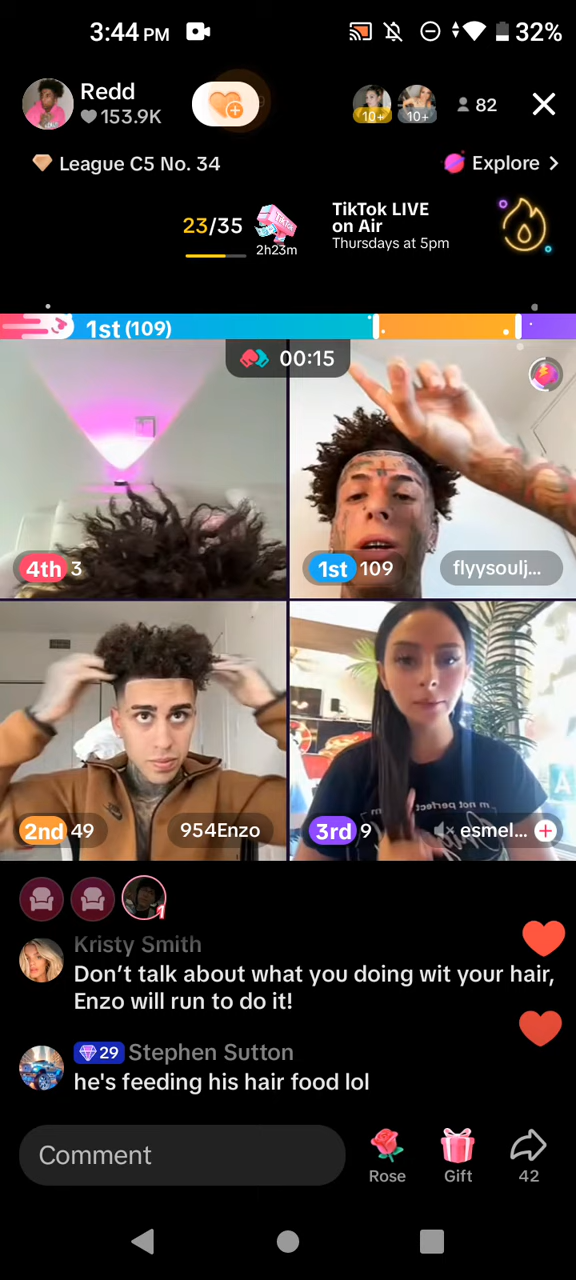 3:44 PM
32%
Redd
153.9K
10+
10+
82
League C5 No. 34
Explore >
23/35
TikTok
2h23m
TikTok LIVE
on Air
Thursdays at 5pm
1st (109)
00:15
4th 3
1st 109
flyysoulj...
2nd 49
954Enzo
3rd 9
esmel...
Kristy Smith
Don't talk about what you doing wit your hair,
Enzo will run to do it!
29 Stephen Sutton
he's feeding his hair food lol
Comment
Rose
Gift
42